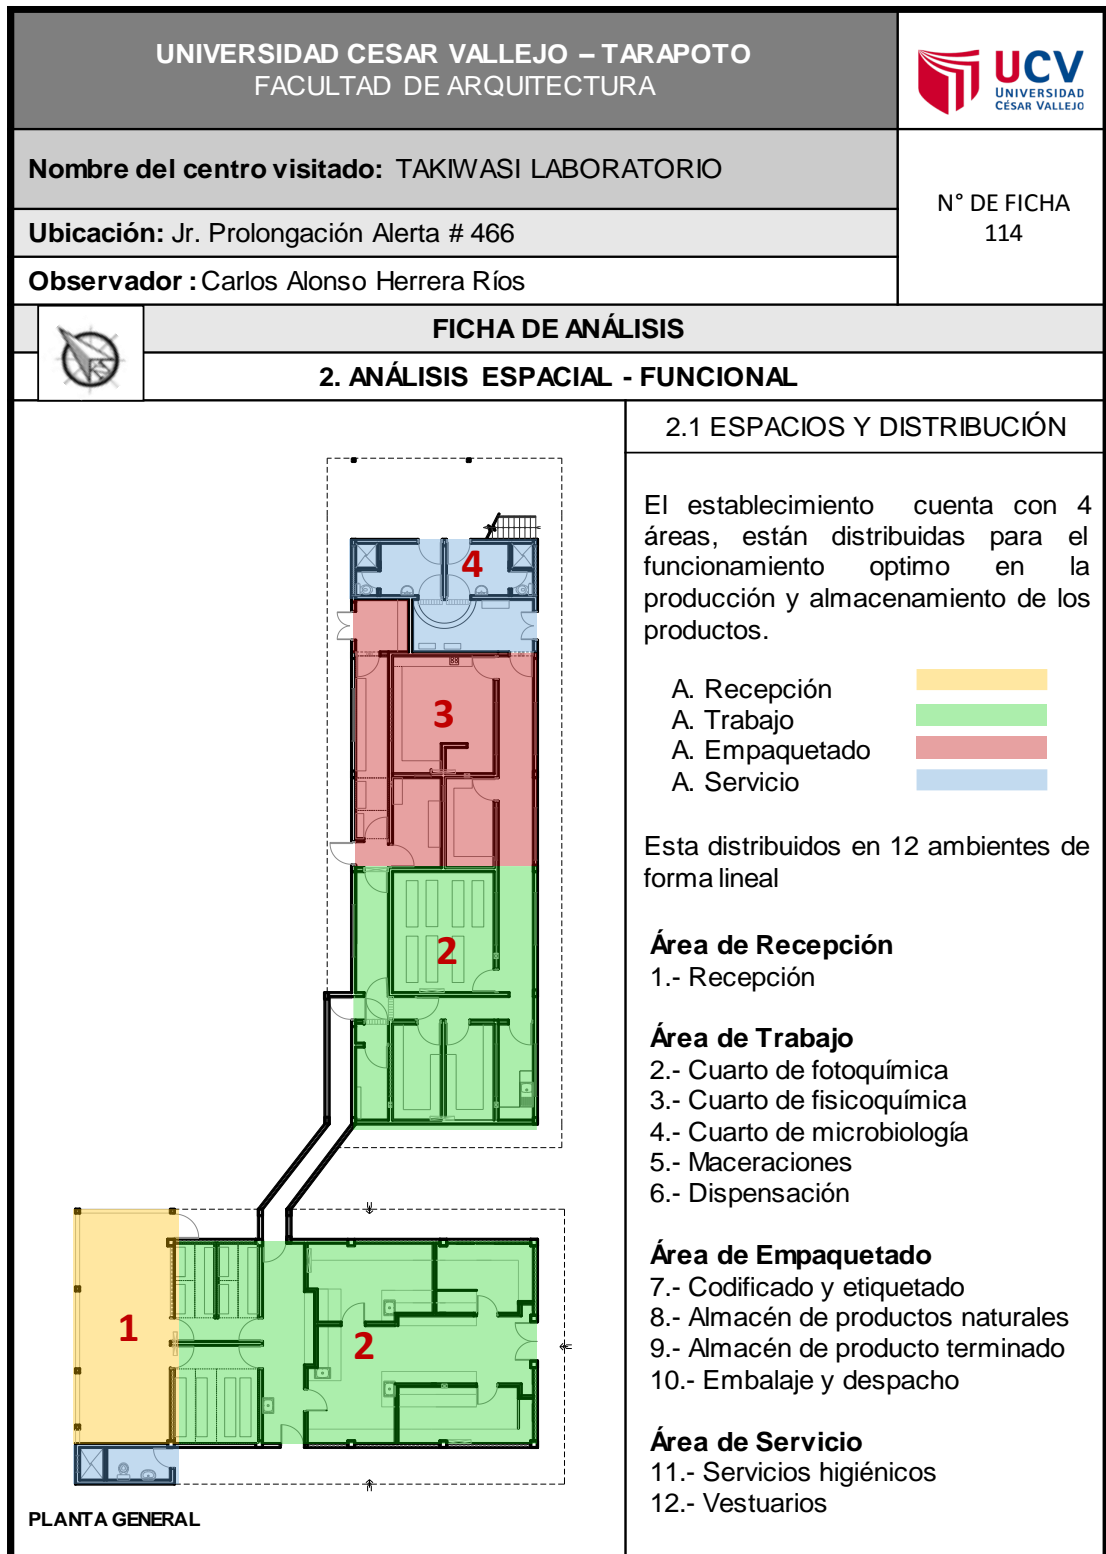 UNIVERSIDAD CESAR VALLEJO – TARAPOTO
FACULTAD DE ARQUITECTURA
UCV
UNIVERSIDAD
CÉSAR VALLEJO
Nombre del centro visitado: TAKIWASI LABORATORIO
Ubicación: Jr. Prolongación Alerta # 466
Observador : Carlos Alonso Herrera Ríos
N° DE FICHA
114
FICHA DE ANÁLISIS
2. ANÁLISIS ESPACIAL - FUNCIONAL
4
3
2
1
2
PLANTA GENERAL
2.1 ESPACIOS Y DISTRIBUCIÓN
El establecimiento cuenta con 4
áreas, están distribuidas para el
funcionamiento optimo en la
producción y almacenamiento de los
productos.
A. Recepción
A. Trabajo
A. Empaquetado
A. Servicio
Esta distribuidos en 12 ambientes de
forma lineal
Área de Recepción
1.- Recepción
Área de Trabajo
2.- Cuarto de fotoquímica
3.- Cuarto de fisicoquímica
4.- Cuarto de microbiología
5.- Maceraciones
6.- Dispensación
Área de Empaquetado
7.- Codificado y etiquetado
8.- Almacén de productos naturales
9.- Almacén de producto terminado
10.- Embalaje y despacho
Área de Servicio
11.- Servicios higiénicos
12.- Vestuarios